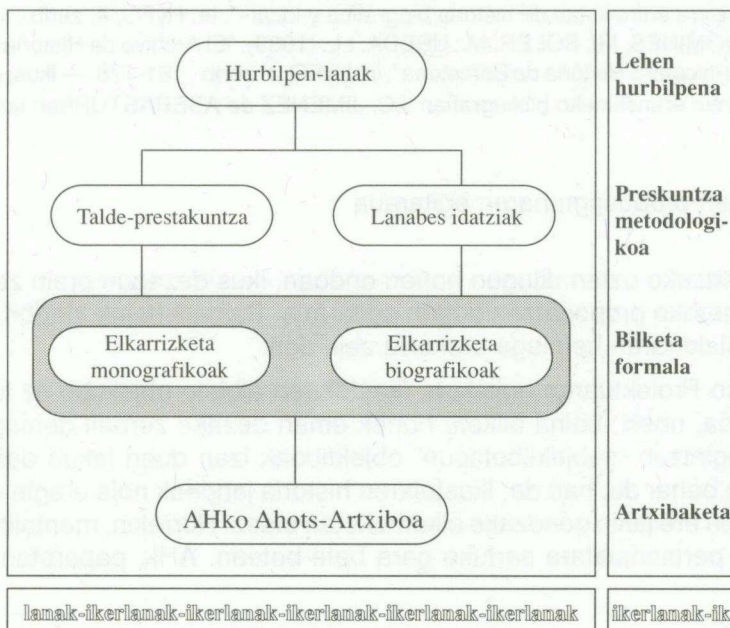 Hurbilpen-lanak
Lehen
hurbilpena
Talde-prestakuntza
Lanabes idatziak
Preskuntza
metodologi-
koa
Elkarrizketa
monografikoak
Elkarrizketa
biografikoak
Bilketa
formala
AHko Ahots-Artxiboa
Artxibaketa
lanak-ikerlanak-ikerlanak-ikerlanak-ikerlanak-ikerlanak
ikerlanak-ik